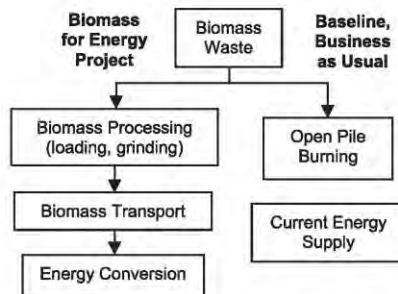 Biomass
for Energy
Project
Biomass
Waste
Baseline,
Business
as Usual
Biomass Processing
(loading, grinding)
Open Pile
Burning
Biomass Transport
Current Energy
Supply
Energy Conversion